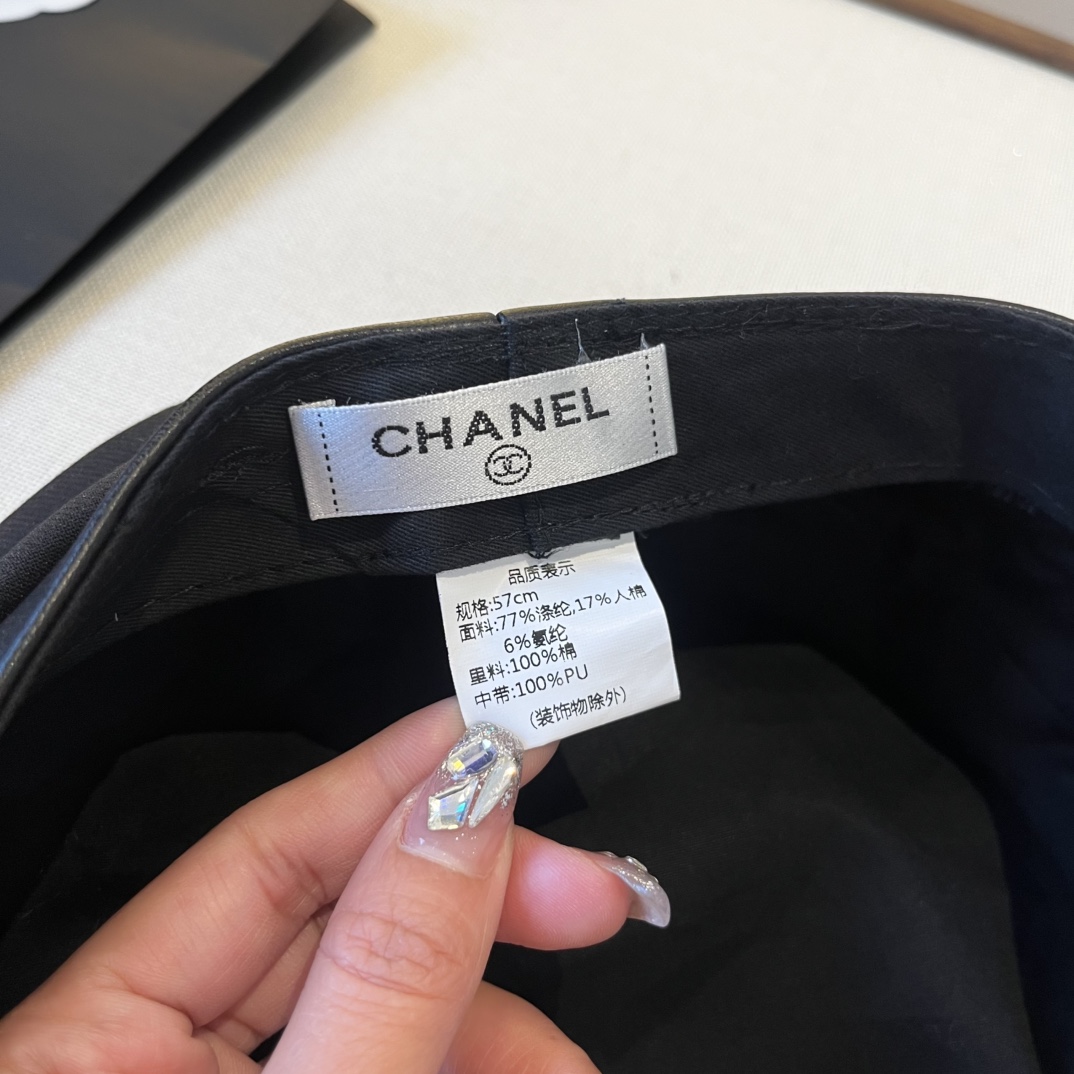 CHANEL
品质表示
规格:57cm
面料:77%涤纶,17%人棉
6%氨纶
里料:100%棉
中带:100%PU
(装饰物除外)